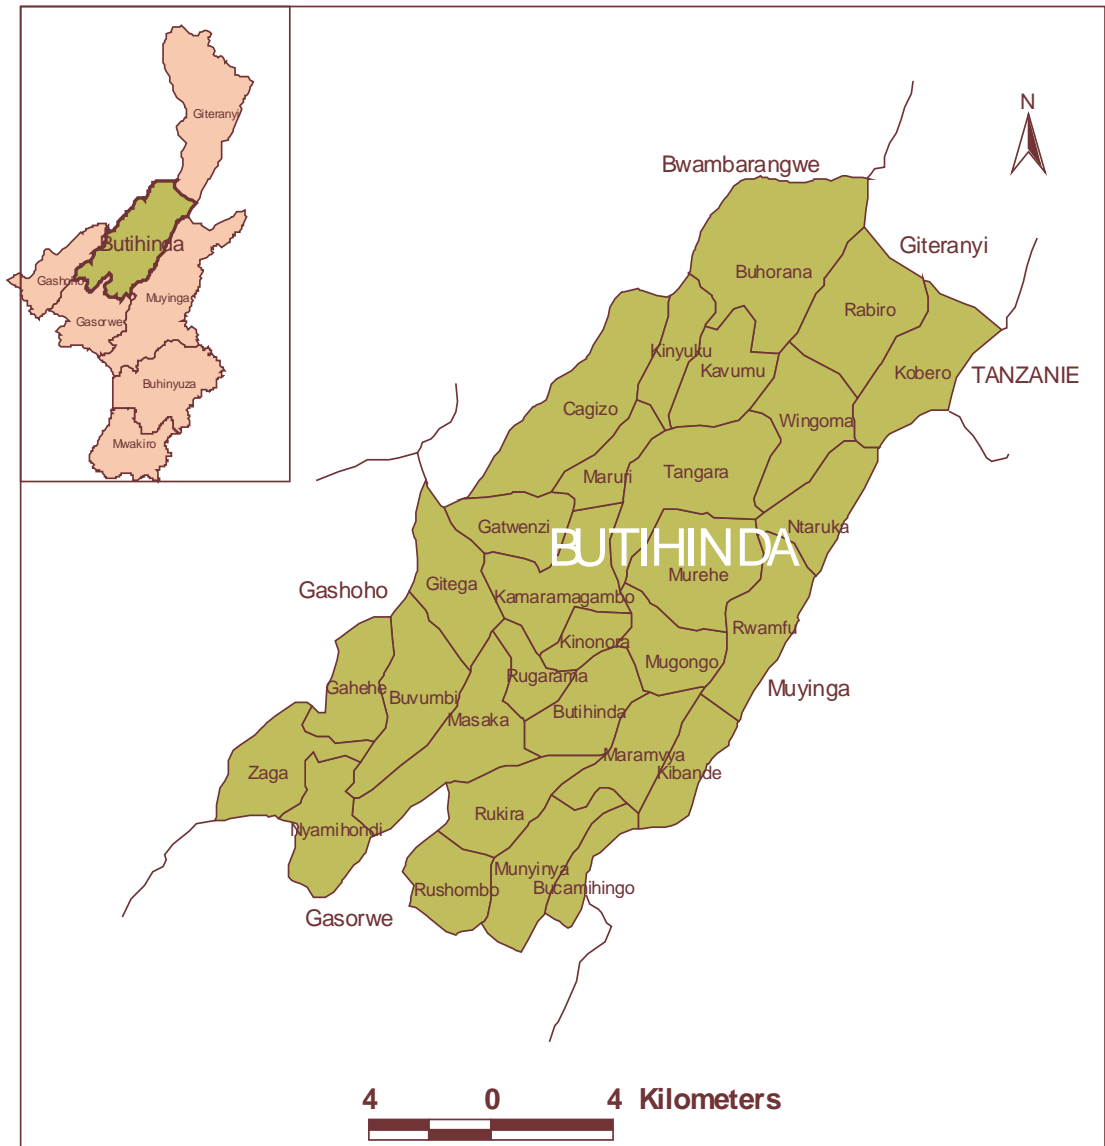 Giteranyi
Butihinda
Gashoho
Muyinga
Gasorwe
Buhinyuza
Mwakiro
N
Bwambarangwe
Giteranyi
Buhorana
Rabiro
Kinyuku
Kavumu
Kobero
TANZANIE
Cagizo
Wingoma
Maruri
Tangara
Gatwenzi
Ntaruka
BUTIHINDA
Gitega
Murehe
Gashoho
Kamaramagambo
Kinonora
Rwamfu
Mugongo
Rugarama
Gahehe
Buvumbi
Muyinga
Masaka
Butihinda
Maramvya
Zaga
Kibande
Rukira
Nyamihondi
Munyinya
Rushombo
Bucamihingo
Gasorwe
4 0 4 Kilometers